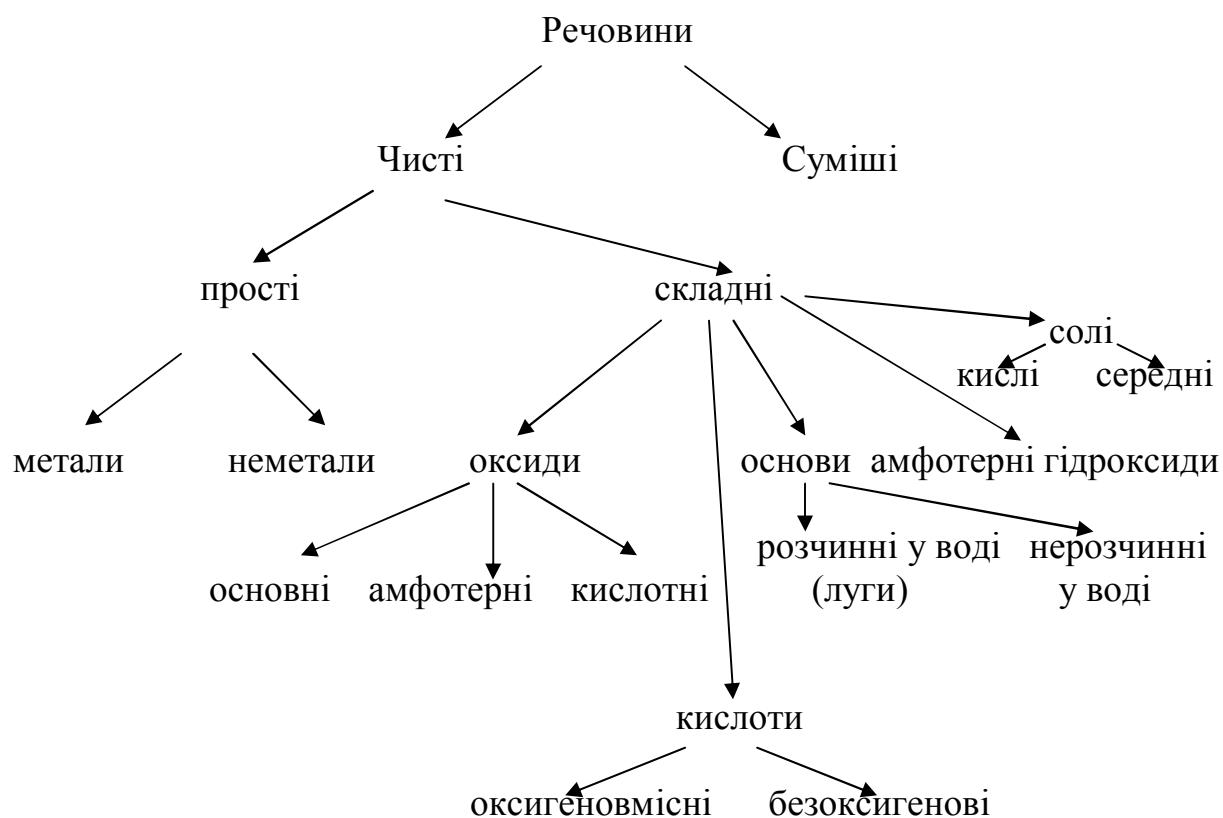 Речовини
Чисті Суміші
прості складні
солі
кислі середні
метали неметали оксиди основи амфотерні гідроксиди
розчинні у воді нерозчинні
основні амфотерні кислотні (луги) у воді
кислоти
оксигеновмісні безоксигенові